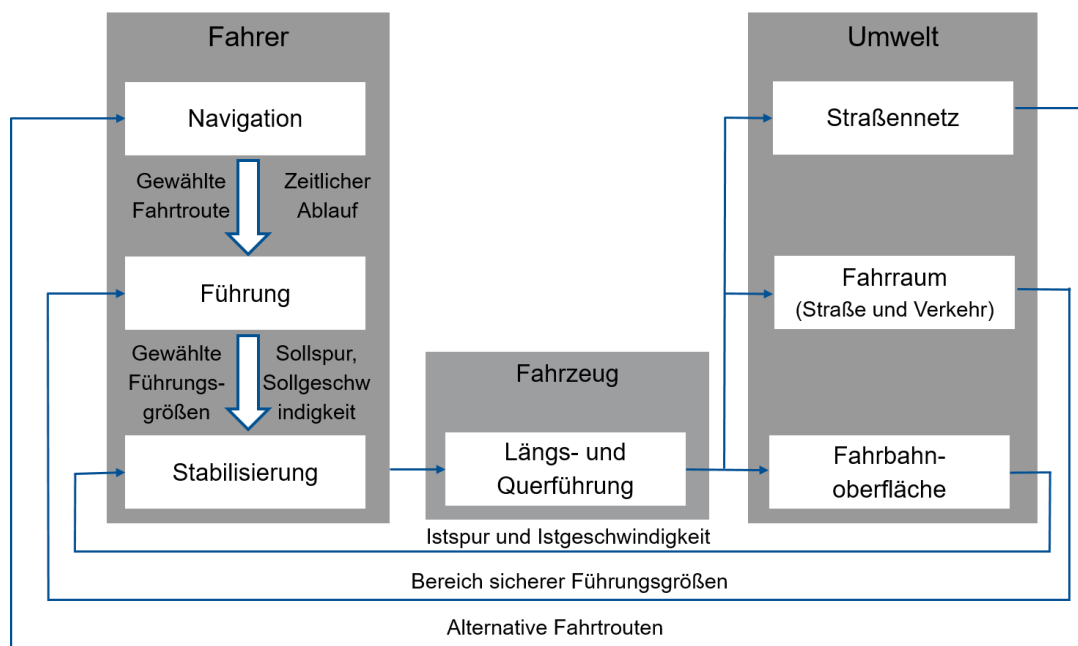 Fahrer
Navigation
Gewählte
Fahrtroute
Zeitlicher
Ablauf
Führung
Gewählte
Führungs-
größen
Sollspur,
Sollgeschw
indigkeit
Stabilisierung
Fahrzeug
Längs- und
Querführung
Umwelt
Straßennetz
Fahrraum
(Straße und Verkehr)
Fahrbahn-
oberfläche
Istspur und Istgeschwindigkeit
Bereich sicherer Führungsgrößen
Alternative Fahrtrouten